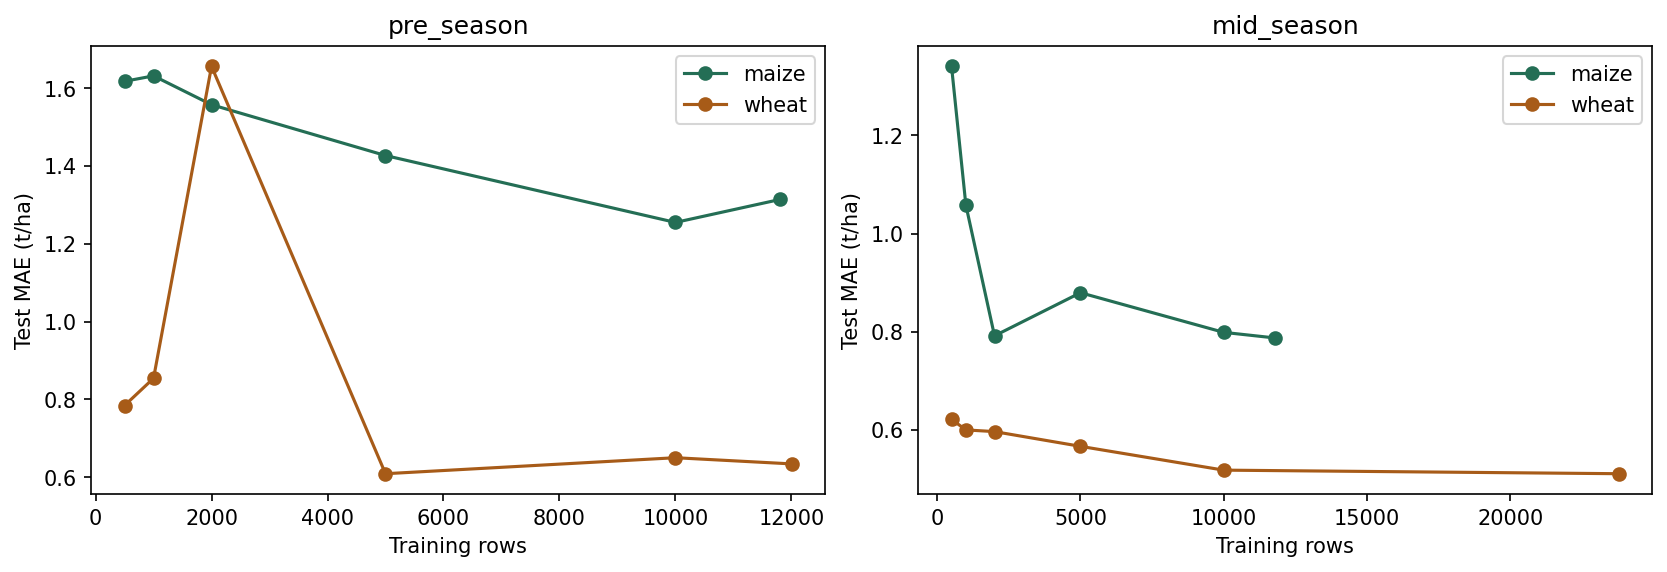 pre_season
maize
wheat
1.6
1.4
1.2
1.0
0.8
0.6
Test MAE (t/ha)
0 2000 4000 6000 8000 10000 12000
Training rows
mid_season
maize
wheat
1.2
1.0
0.8
0.6
Test MAE (t/ha)
0 5000 10000 15000 20000
Training rows